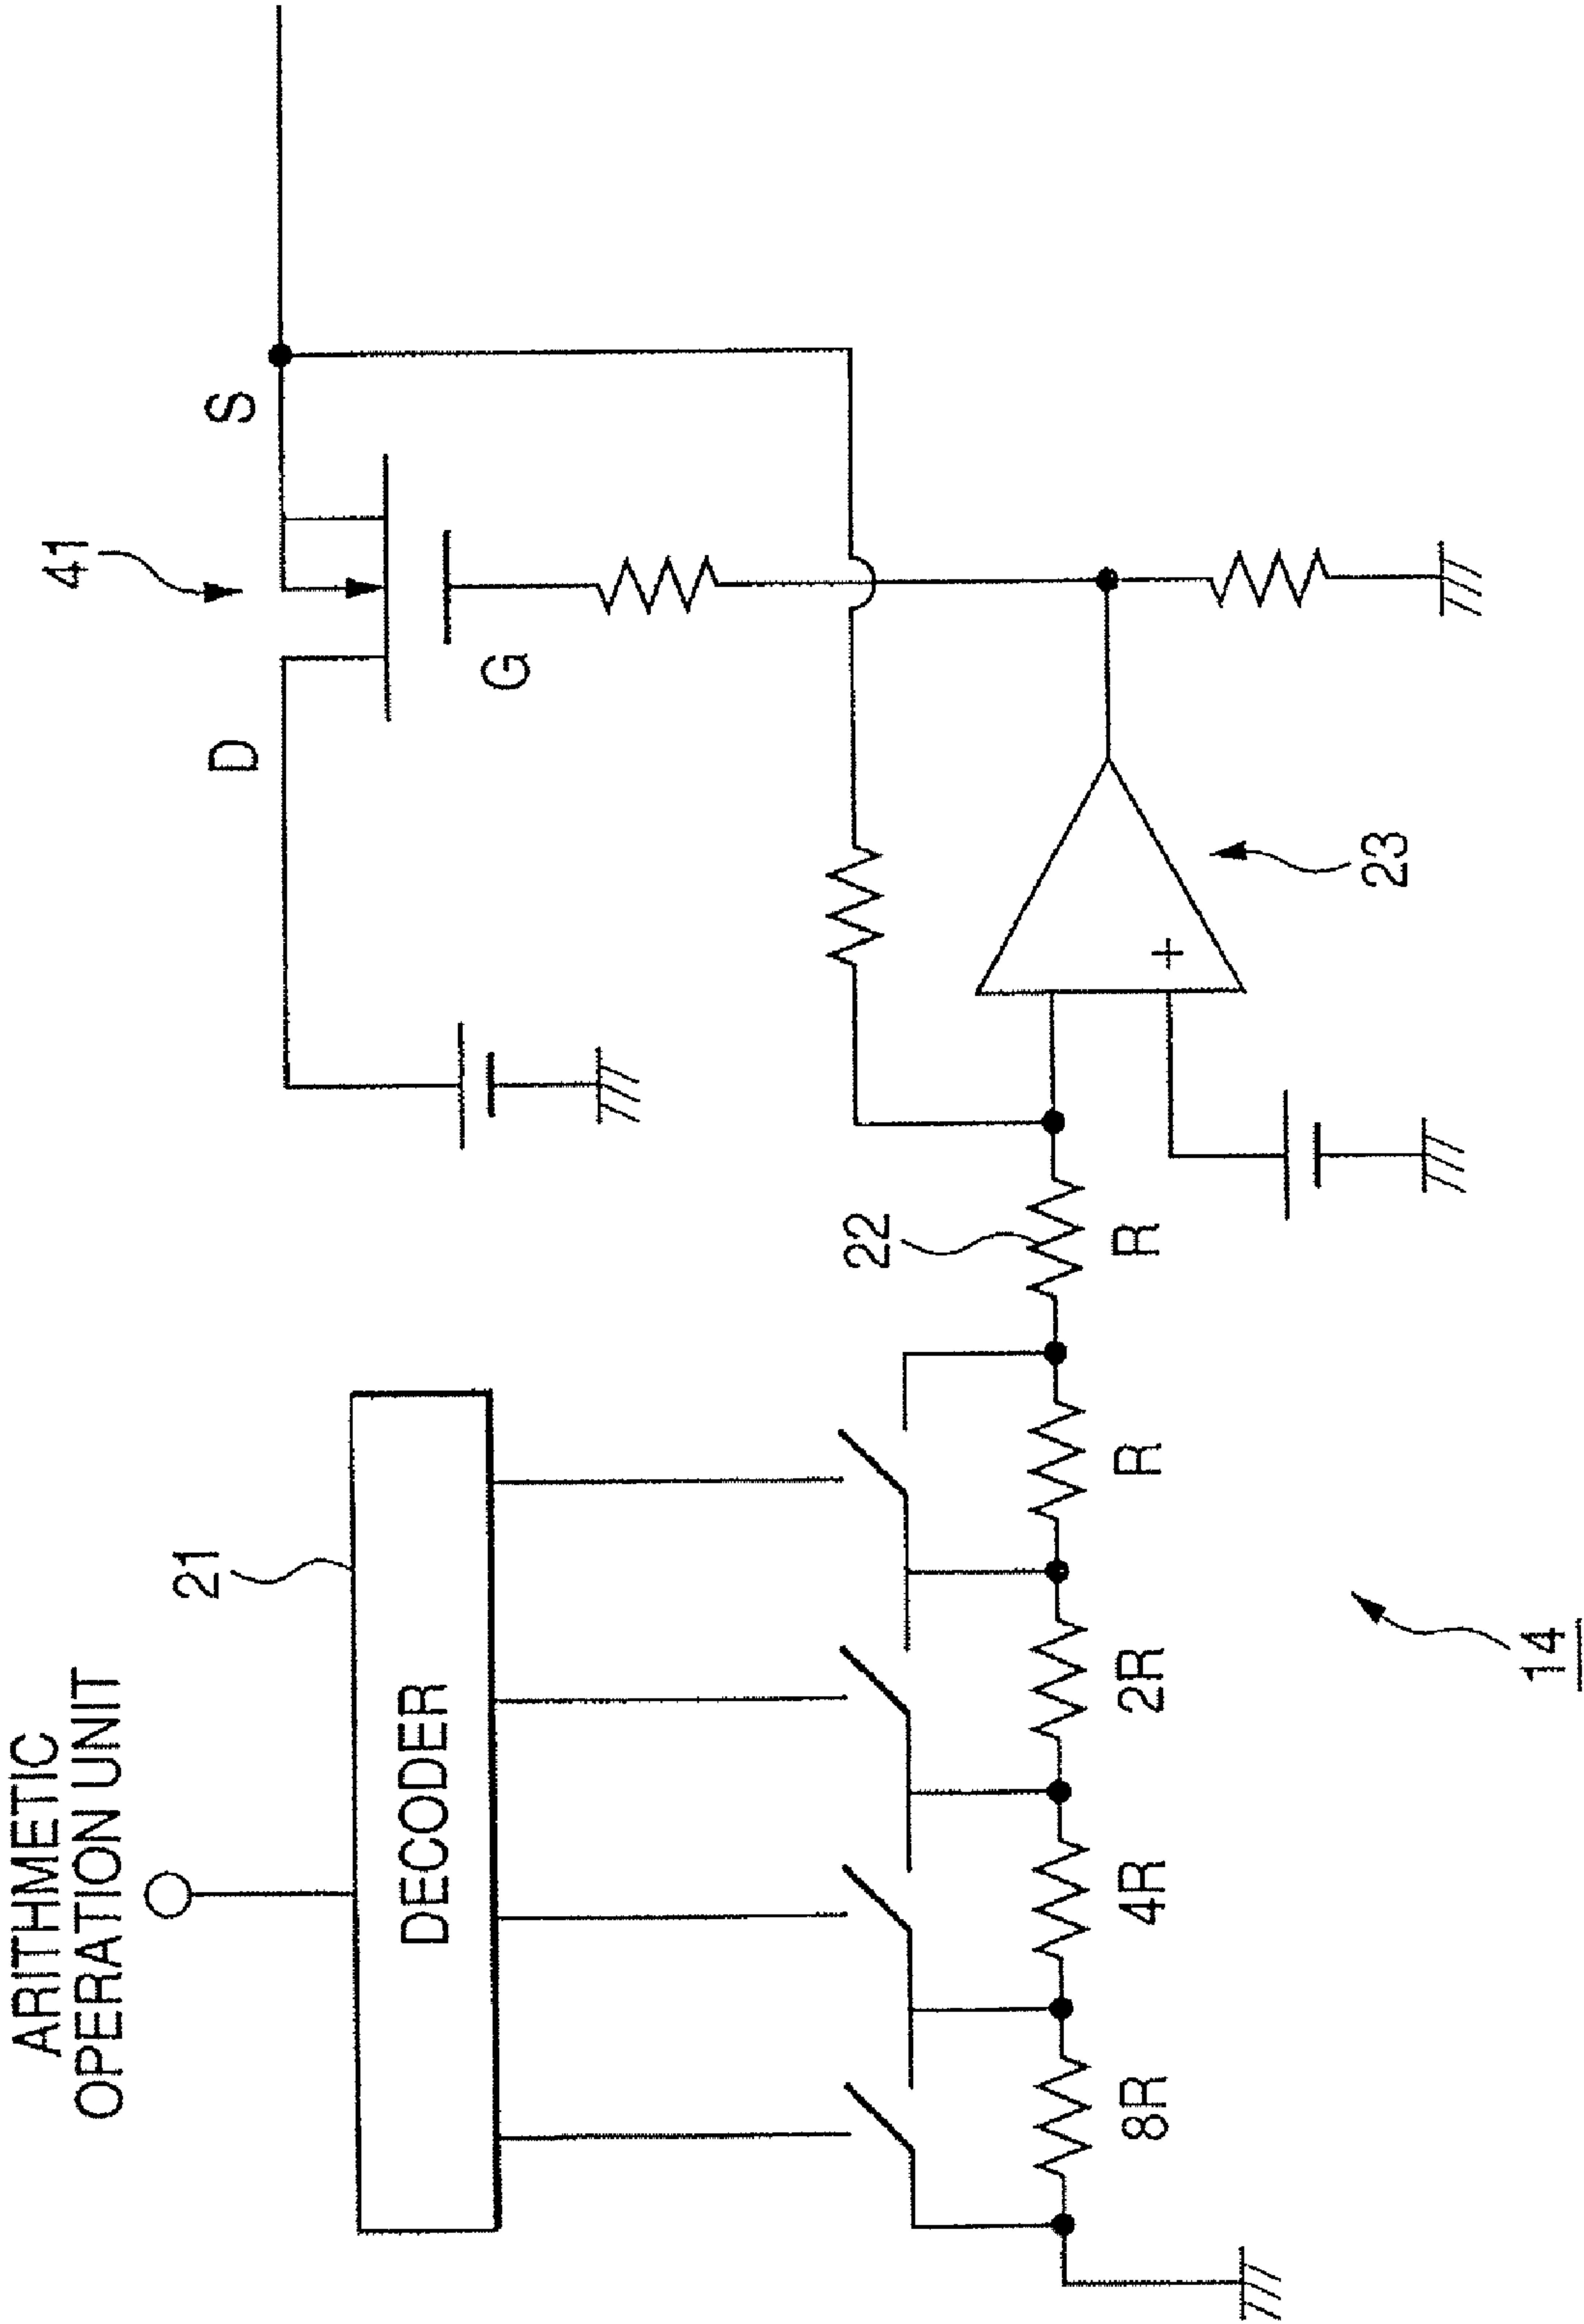 ARITHMETIC
OPERATION UNIT
21
DECODER
41
D
S
G
22
8R
4R
2R
R
R
+
23
14